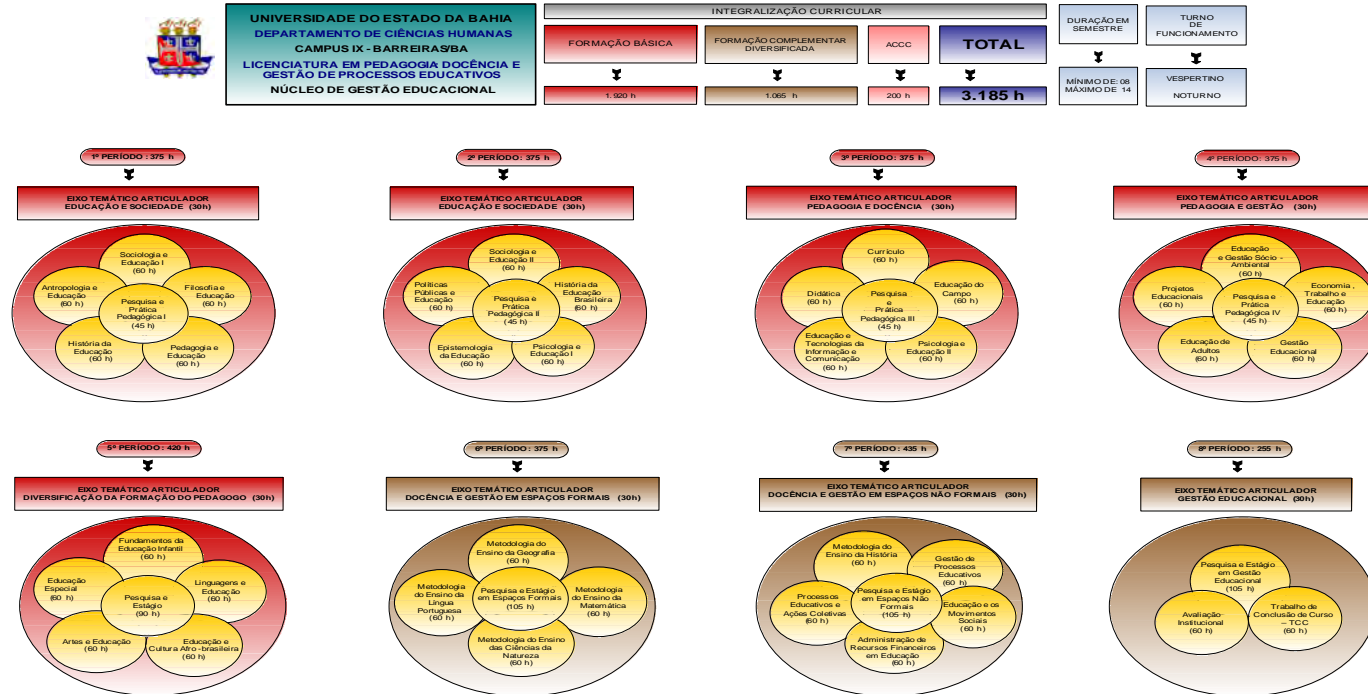 UNIVERSIDADE DO ESTADO DA BAHIA
DEPARTAMENTO DE CIÊNCIAS HUMANAS
CAMPUS IX - BARREIRAS/BA
LICENCIATURA EM PEDAGOGIA DOCÊNCIA E
GESTÃO DE PROCESSOS EDUCATIVOS
NÚCLEO DE GESTÃO EDUCACIONAL
INTEGRALIZAÇÃO CURRICULAR
FORMAÇÃO BÁSICA
1.920 h
FORMAÇÃO COMPLEMENTAR
DIVERSIFICADA
1.065 h
ACCC
200 h
TOTAL
3.185 h
DURAÇÃO EM
SEMESTRE
MÍNIMO DE: 08
MÁXIMO DE 14
TURNO
DE
FUNCIONAMENTO
VESPERTINO
NOTURNO
1º PERÍODO : 375 h
EIXO TEMÁTICO ARTICULADOR
EDUCAÇÃO E SOCIEDADE (30h)
Sociologia e
Educação I
(60 h)
Antropologia e
Educação
(60 h)
Filosofia e
Educação
(60 h)
Pesquisa e
Prática
Pedagógica I
(45 h)
História da
Educação
(60 h)
Pedagogia e
Educação
(60 h)
2º PERÍODO : 375 h
EIXO TEMÁTICO ARTICULADOR
EDUCAÇÃO E SOCIEDADE (30h)
Sociologia e
Educação II
(60 h)
Políticas
Públicas e
Educação
(60 h)
História da
Educação
Brasileira
(60 h)
Pesquisa e
Prática
Pedagógica II
(45 h)
Epistemologia
da Educação
(60 h)
Psicologia e
Educação I
(60 h)
3º PERÍODO : 375 h
EIXO TEMÁTICO ARTICULADOR
PEDAGOGIA E DOCÊNCIA (30h)
Currículo
(60 h)
Didática
(60 h)
Educação do
Campo
(60 h)
Pesquisa
e
Prática
Pedagógica III
(45 h)
Educação e
Tecnologias da
Informação e
Comunicação
(60 h)
Psicologia e
Educação II
(60 h)
4º PERÍODO: 375 h
EIXO TEMÁTICO ARTICULADOR
PEDAGOGIA E GESTÃO (30h)
Educação
e Gestão Sócio -
Ambiental
(60 h)
Projetos
Educacionais
(60 h)
Economia ,
Trabalho e
Educação
(60 h)
Pesquisa e
Prática
Pedagógica IV
(45 h)
Educação de
Adultos
(60 h)
Gestão
Educacional
(60 h)
5º PERÍODO : 420 h
EIXO TEMÁTICO ARTICULADOR
DIVERSIFICAÇÃO DA FORMAÇÃO DO PEDAGOGO (30h)
Fundamentos da
Educação Infantil
(60 h)
Educação
Especial
(60 h)
Linguagens e
Educação
(60 h)
Pesquisa e
Estágio
(90 h)
Artes e Educação
(60 h)
Educação e
Cultura Afro -brasileira
(60 h)
6º PERÍODO : 375 h
EIXO TEMÁTICO ARTICULADOR
DOCÊNCIA E GESTÃO EM ESPAÇOS FORMAIS (30h)
Metodologia do
Ensino da Geografia
(60 h)
Metodologia
do Ensino da
Língua
Portuguesa
(60 h)
Pesquisa e Estágio
em Espaços Formais
(105 h)
Metodologia
do Ensino da
Matemática
(60 h)
Metodologia do Ensino
das Ciências da
Natureza
(60 h)
7º PERÍODO : 435 h
EIXO TEMÁTICO ARTICULADOR
DOCÊNCIA E GESTÃO EM ESPAÇOS NÃO FORMAIS (30h)
Metodologia do
Ensino da História
(60 h)
Gestão de
Processos
Educativos
(60 h)
Processos
Educativos e
Ações Coletivas
(60 h)
Pesquisa e Estágio
em Espaços Não
Formais
(105 h)
Educação e os
Movimentos
Sociais
(60 h)
Administração de
Recursos Financeiros
em Educação
(60 h)
8º PERÍODO : 255 h
EIXO TEMÁTICO ARTICULADOR
GESTÃO EDUCACIONAL (30h)
Pesquisa e Estágio
em Gestão
Educacional
(105 h)
Avaliação
Institucional
(60 h)
Trabalho de
Conclusão de Curso
– TCC
(60 h)